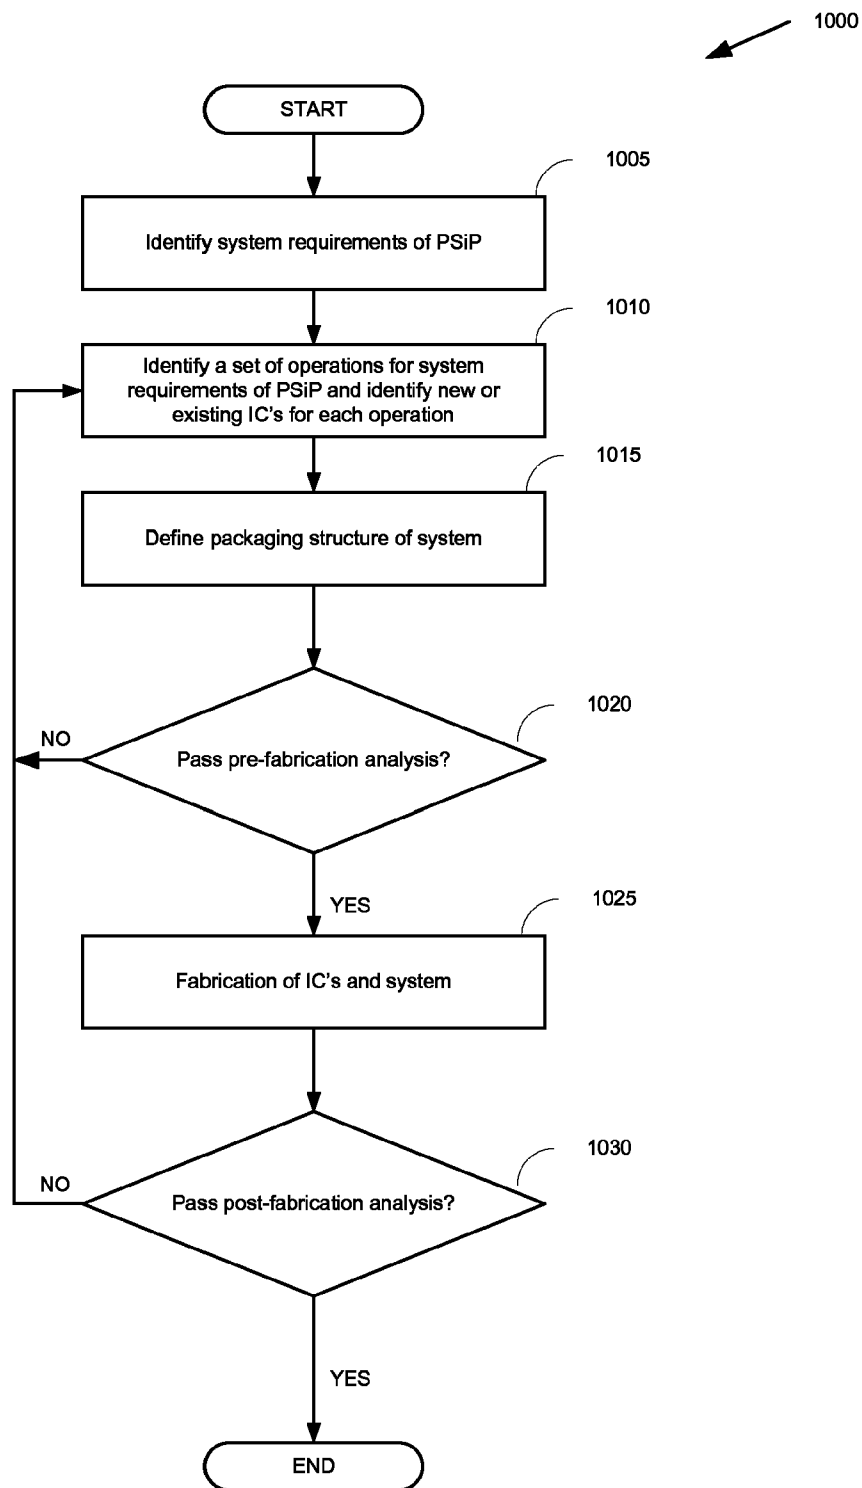 1000
START
1005
Identify system requirements of PSiP
1010
Identify a set of operations for system
requirements of PSiP and identify new or
existing IC's for each operation
1015
Define packaging structure of system
1020
NO
Pass pre-fabrication analysis?
YES
1025
Fabrication of IC's and system
1030
NO
Pass post-fabrication analysis?
YES
END